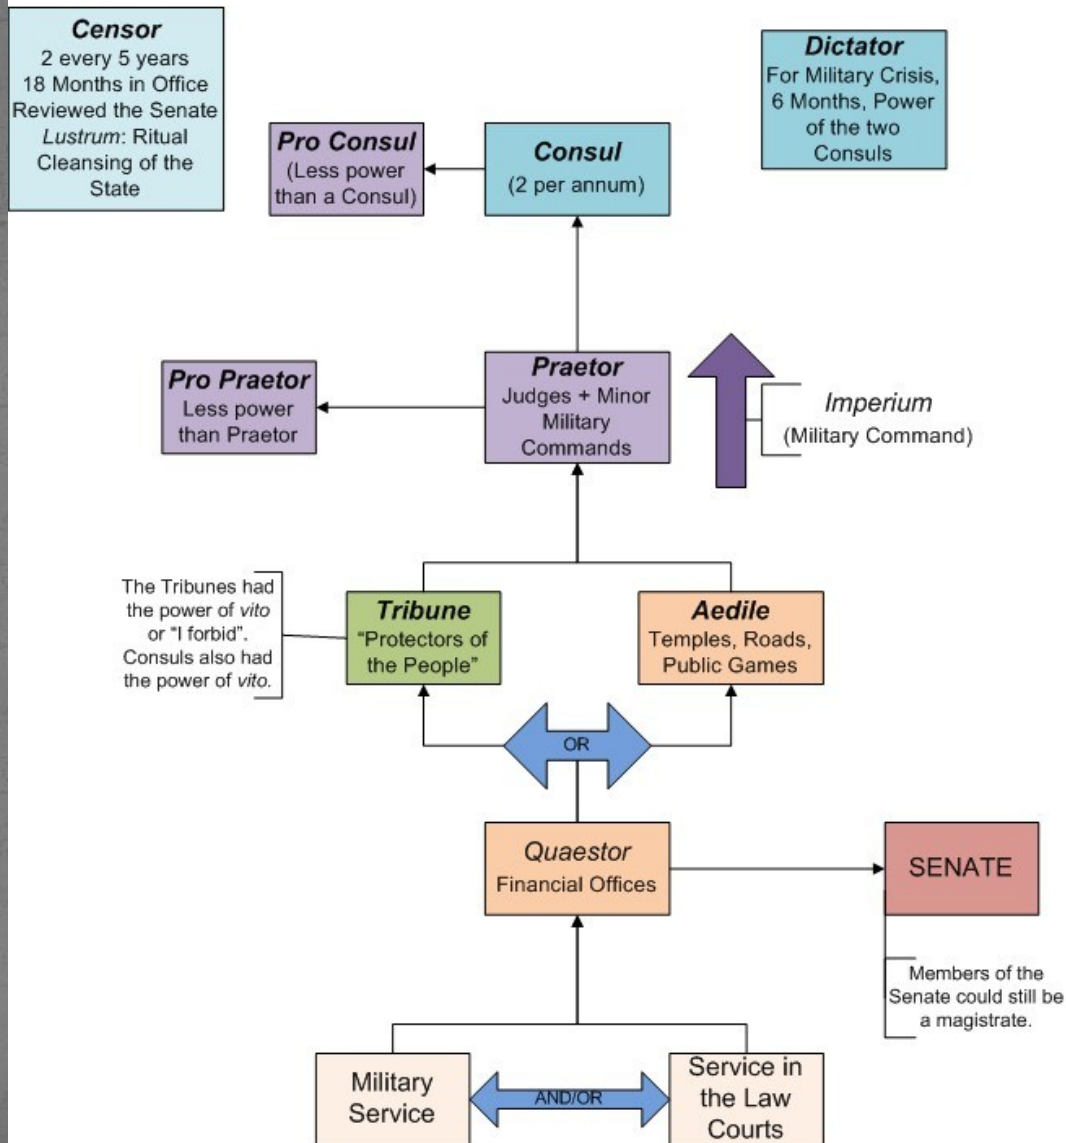 Censor
2 every 5 years
18 Months in Office
Reviewed the Senate
Lustrum: Ritual
Cleansing of the
State
Dictator
For Military Crisis,
6 Months, Power
of the two
Consuls
Pro Consul
(Less power
than a Consul)
Consul
(2 per annum)
Pro Praetor
Less power
than Praetor
Praetor
Judges + Minor
Military
Commands
Imperium
(Military Command)
The Tribunes had
the power of vito
or “I forbid”.
Consuls also had
the power of vito.
Tribune
“Protectors of
the People”
Aedile
Temples, Roads,
Public Games
OR
Quaestor
Financial Offices
SENATE
Members of the
Senate could still be
a magistrate.
Military
Service
AND/OR
Service in
the Law
Courts